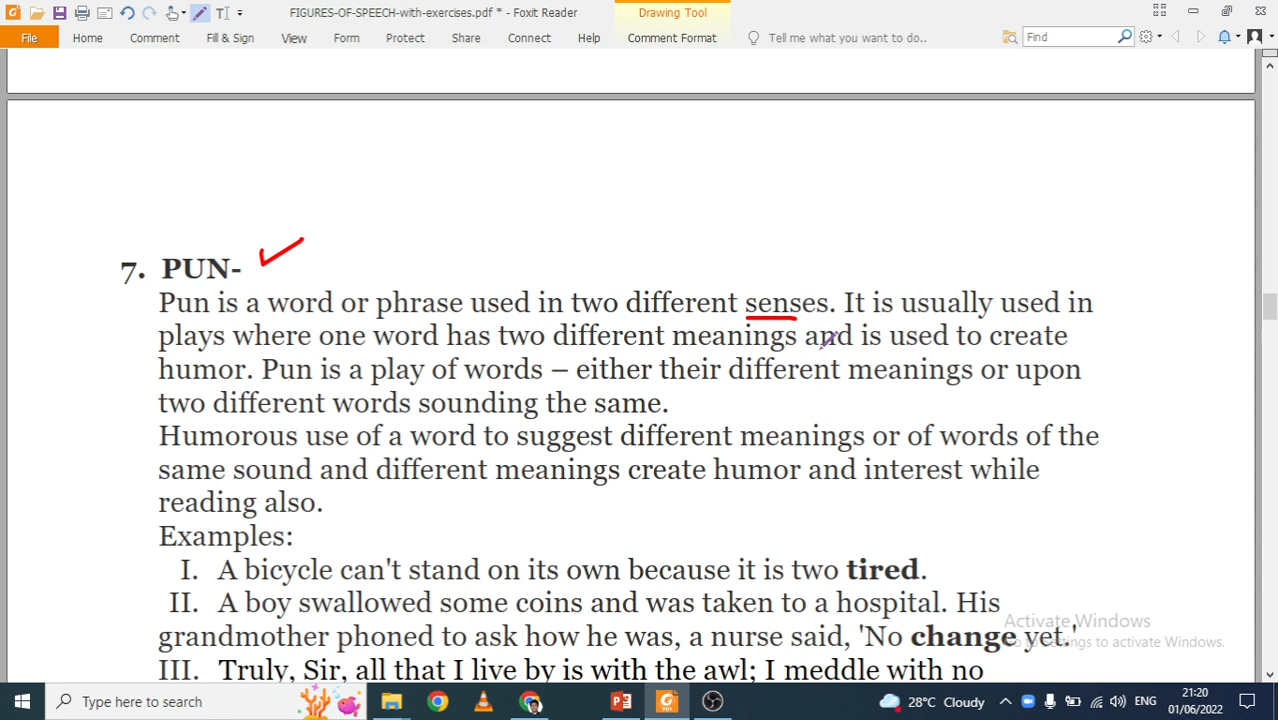 FIGURES-OF-SPEECH-with-exercises.pdf * - Foxit Reader
Drawing Tool
File Home Comment Fill & Sign View Form Protect Share Connect Help Comment Format Tell me what you want to do.. Find
7. PUN-
Pun is a word or phrase used in two different senses. It is usually used in
plays where one word has two different meanings and is used to create
humor. Pun is a play of words – either their different meanings or upon
two different words sounding the same.
Humorous use of a word to suggest different meanings or of words of the
same sound and different meanings create humor and interest while
reading also.
Examples:
I. A bicycle can't stand on its own because it is two tired.
II. A boy swallowed some coins and was taken to a hospital. His
grandmother phoned to ask how he was, a nurse said, 'No change yet.'
III. Truly, Sir, all that I live by is with the awl; I meddle with no
Activate Windows
Go to Settings to activate Windows.
Type here to search
28°C Cloudy
ENG
21:20
01/06/2022